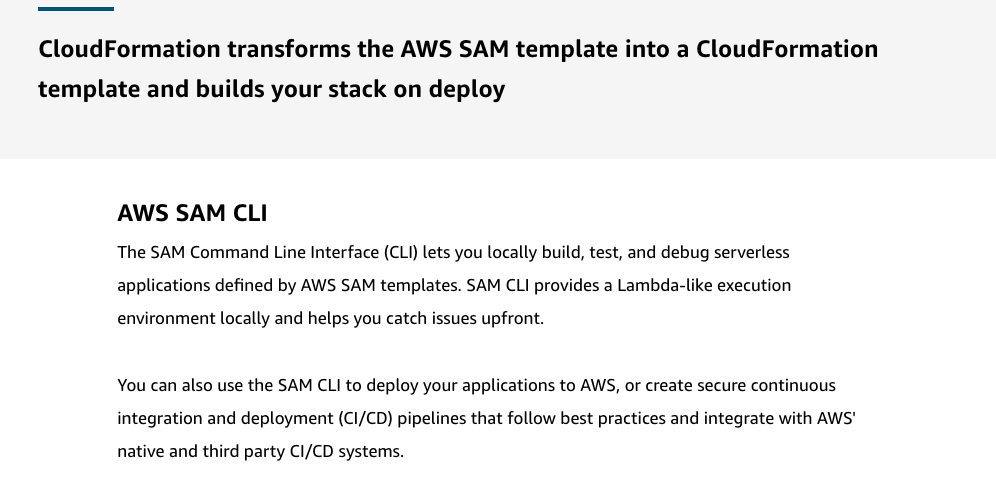 CloudFormation transforms the AWS SAM template into a CloudFormation
template and builds your stack on deploy
AWS SAM CLI
The SAM Command Line Interface (CLI) lets you locally build, test, and debug serverless
applications defined by AWS SAM templates. SAM CLI provides a Lambda-like execution
environment locally and helps you catch issues upfront.
You can also use the SAM CLI to deploy your applications to AWS, or create secure continuous
integration and deployment (CI/CD) pipelines that follow best practices and integrate with AWS'
native and third party CI/CD systems.